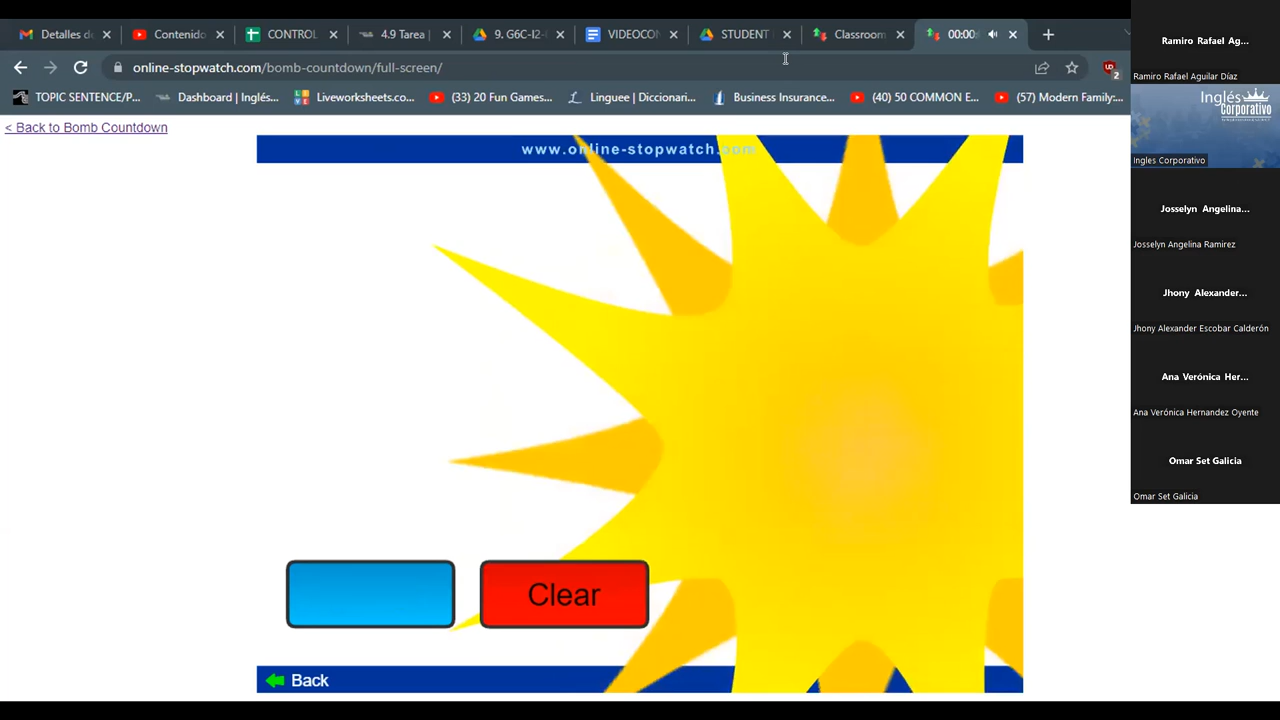 Detalles de
Contenido
CONTROL
4.9 Tarea
9. G6C-I2-
VIDEOCON
STUDENT
Classroom
00:00
online-stopwatch.com/bomb-countdown/full-screen/
UD
2
TOPIC SENTENCE/P...
Dashboard | Inglés...
Liveworksheets.co...
(33) 20 Fun Games...
Linguee | Diccionari...
Business Insurance...
(40) 50 COMMON E...
(57) Modern Family:...
< Back to Bomb Countdown
www.online-stopwatch.com
Clear
Back
Ramiro Rafael Ag...
Ramiro Rafael Aguilar Díaz
Inglés
Corporativo
Ingles Corporativo
Josselyn Angelina...
Josselyn Angelina Ramirez
Jhony Alexander...
Jhony Alexander Escobar Calderón
Ana Verónica Her...
Ana Verónica Hernandez Oyente
Omar Set Galicia
Omar Set Galicia